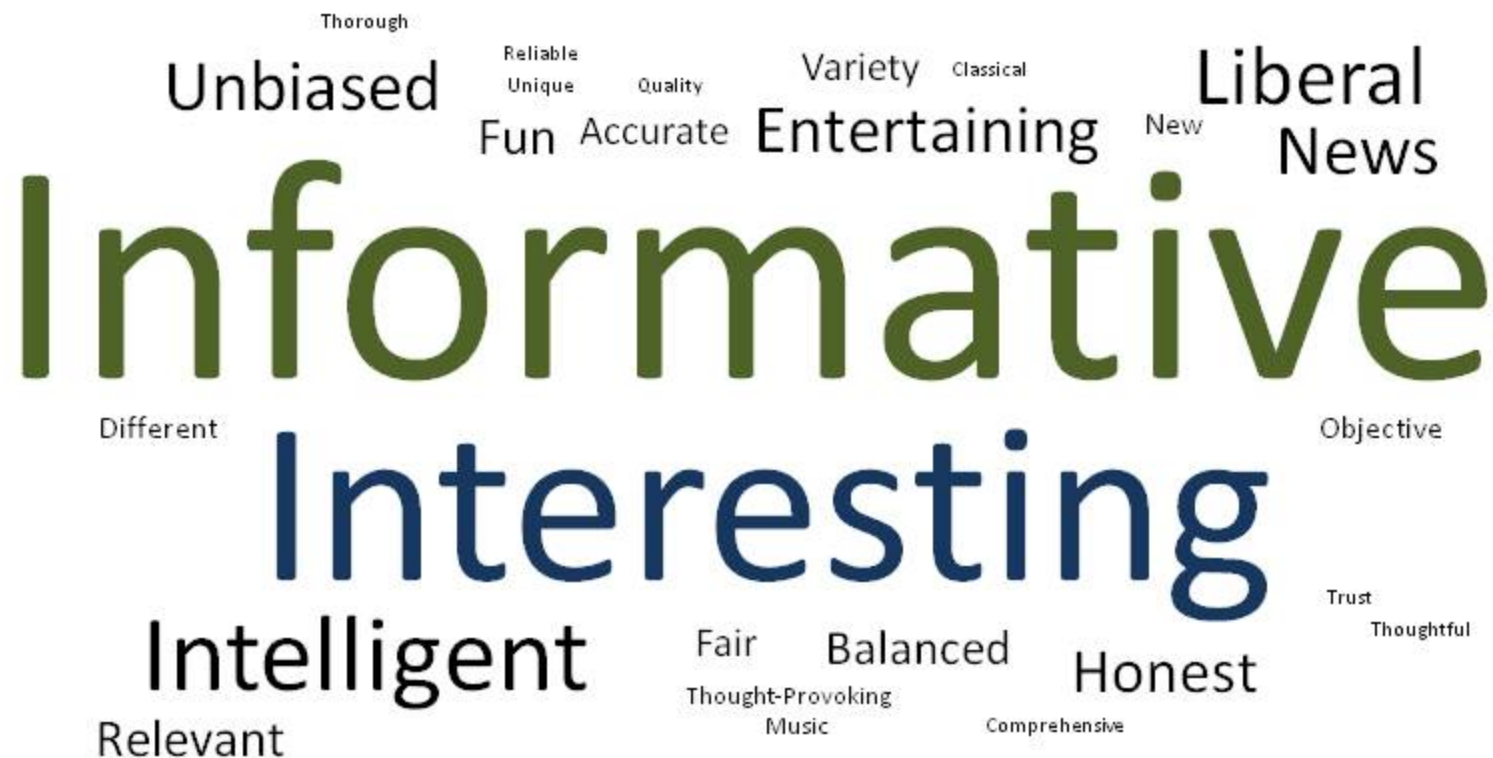 Thorough
Unbiased
Reliable
Unique
Quality
Variety
Classical
Liberal
Fun
Accurate
Entertaining
New
News
Informative
Different
Objective
Interesting
Trust
Thoughtful
Intelligent
Fair
Balanced
Honest
Thought-Provoking
Music
Comprehensive
Relevant